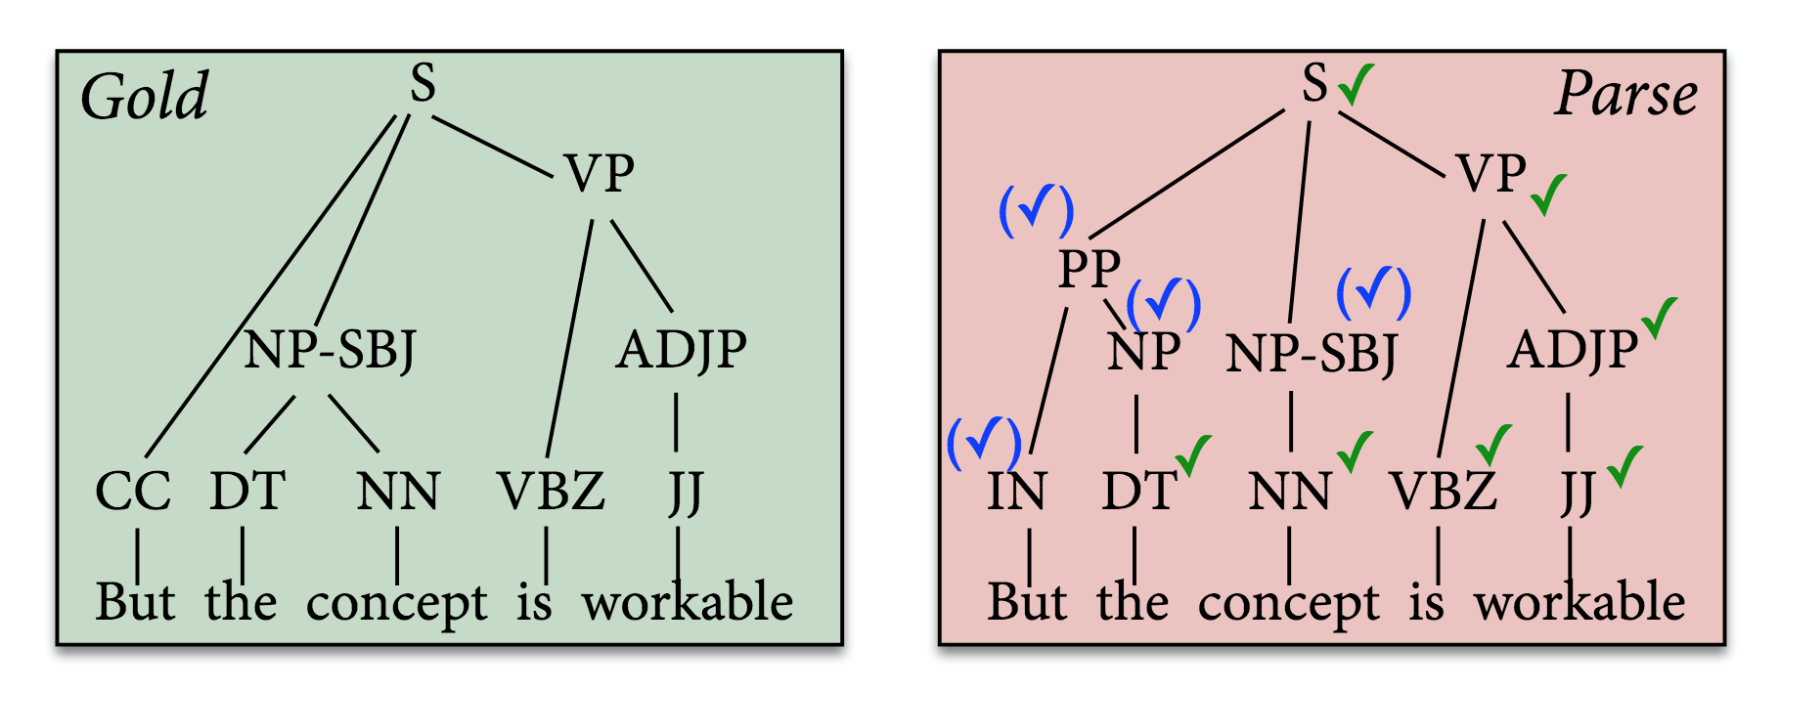 Gold
S
VP
NP-SBJ ADJP
CC DT NN VBZ JJ
But the concept is workable
Parse
S ✓
VP ✓
(✓)
PP
(✓) (✓)
NP NP-SBJ ADJP ✓
(✓)
IN DT ✓ NN ✓ VBZ ✓ JJ ✓
But the concept is workable